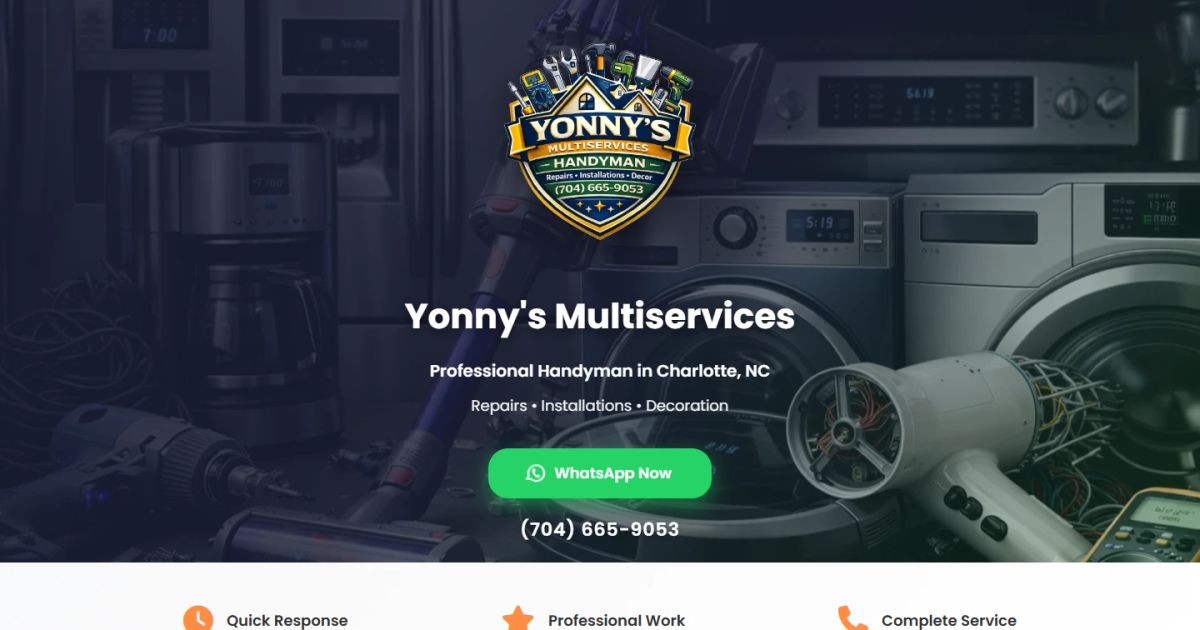 7:00
5:19
YONNY'S
MULTISERVICES
HANDYMAN
Repairs • Installations • Decor
(704) 665-9053
Yonny's Multiservices
Professional Handyman in Charlotte, NC
Repairs • Installations • Decoration
WhatsApp Now
(704) 665-9053
Quick Response
Professional Work
Complete Service